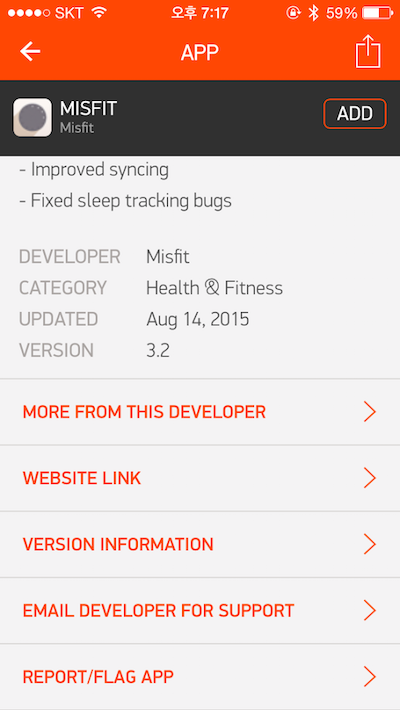 SKT 오후 7:17 59%
APP
MISFIT
Misfit
ADD
- Improved syncing
- Fixed sleep tracking bugs
DEVELOPER Misfit
CATEGORY Health & Fitness
UPDATED Aug 14, 2015
VERSION 3.2
MORE FROM THIS DEVELOPER
WEBSITE LINK
VERSION INFORMATION
EMAIL DEVELOPER FOR SUPPORT
REPORT/FLAG APP